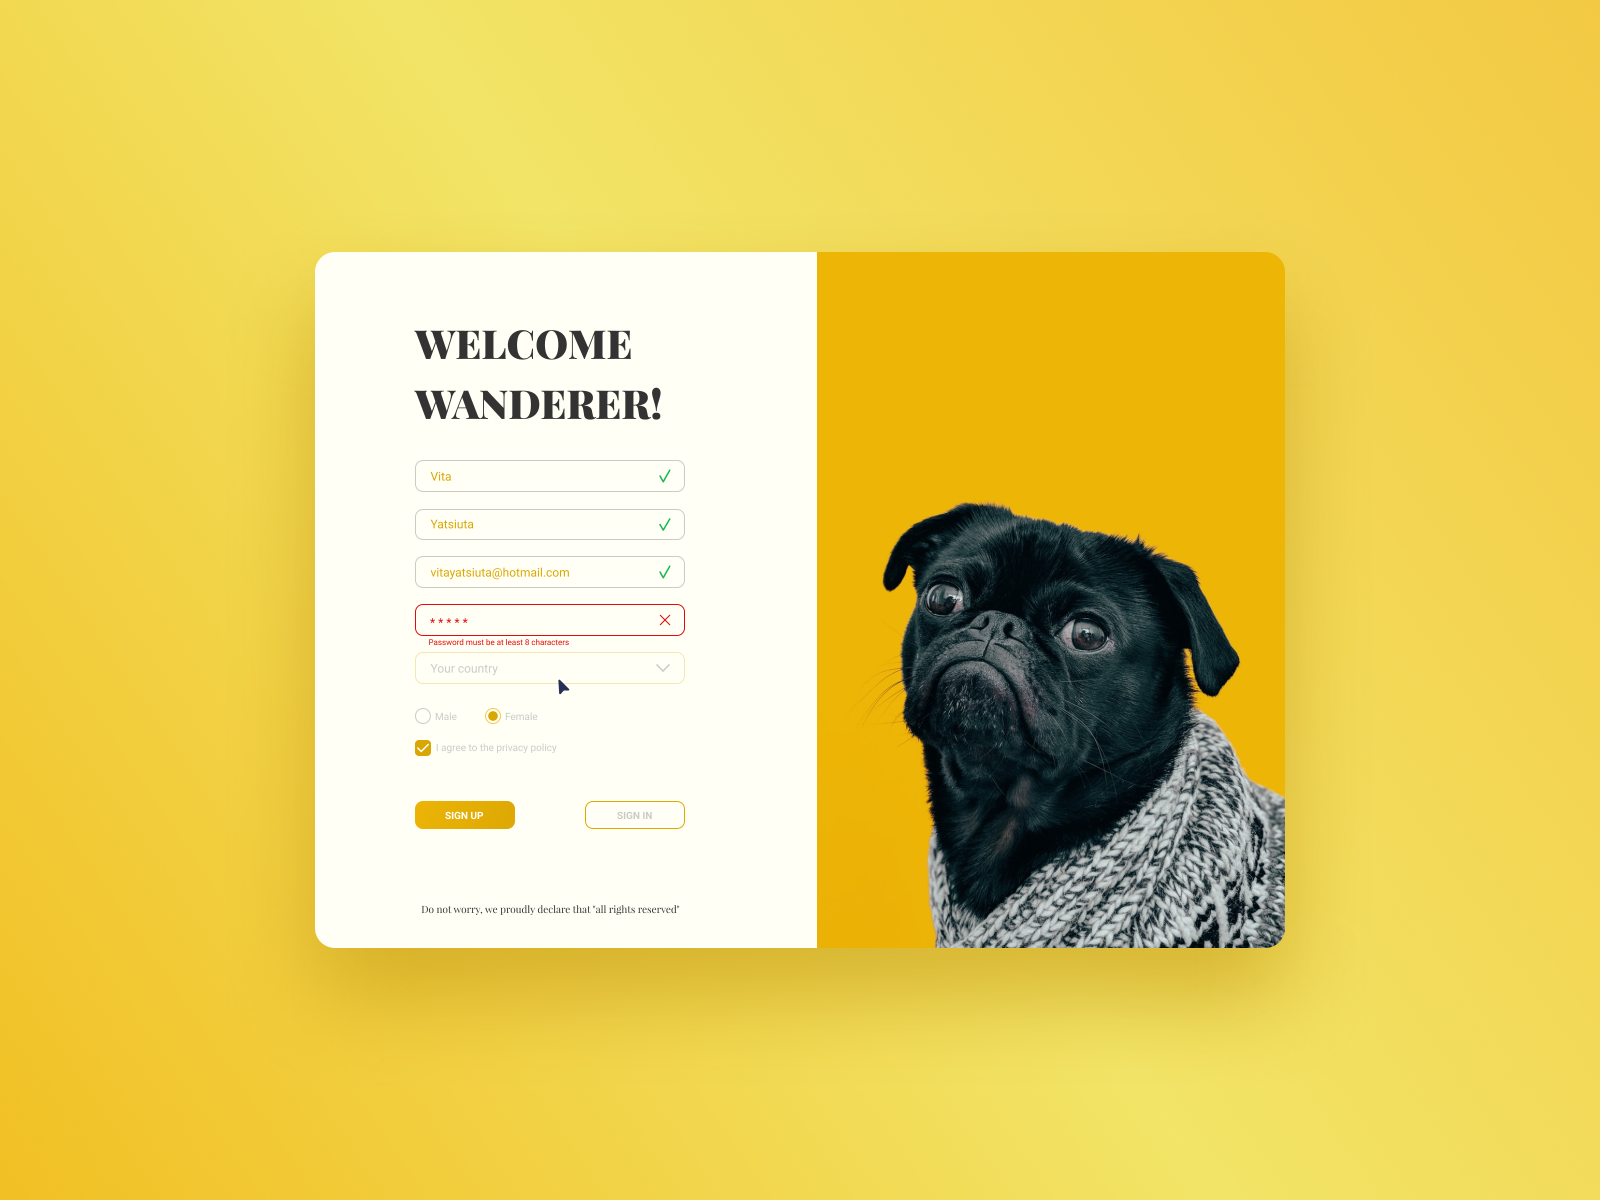 WELCOME
WANDERER!
Vita
Yatsiuta
vitayatsiuta@hotmail.com
*****
Password must be at least 8 characters
Your country
Male Female
I agree to the privacy policy
SIGN UP SIGN IN
Do not worry, we proudly declare that "all rights reserved"